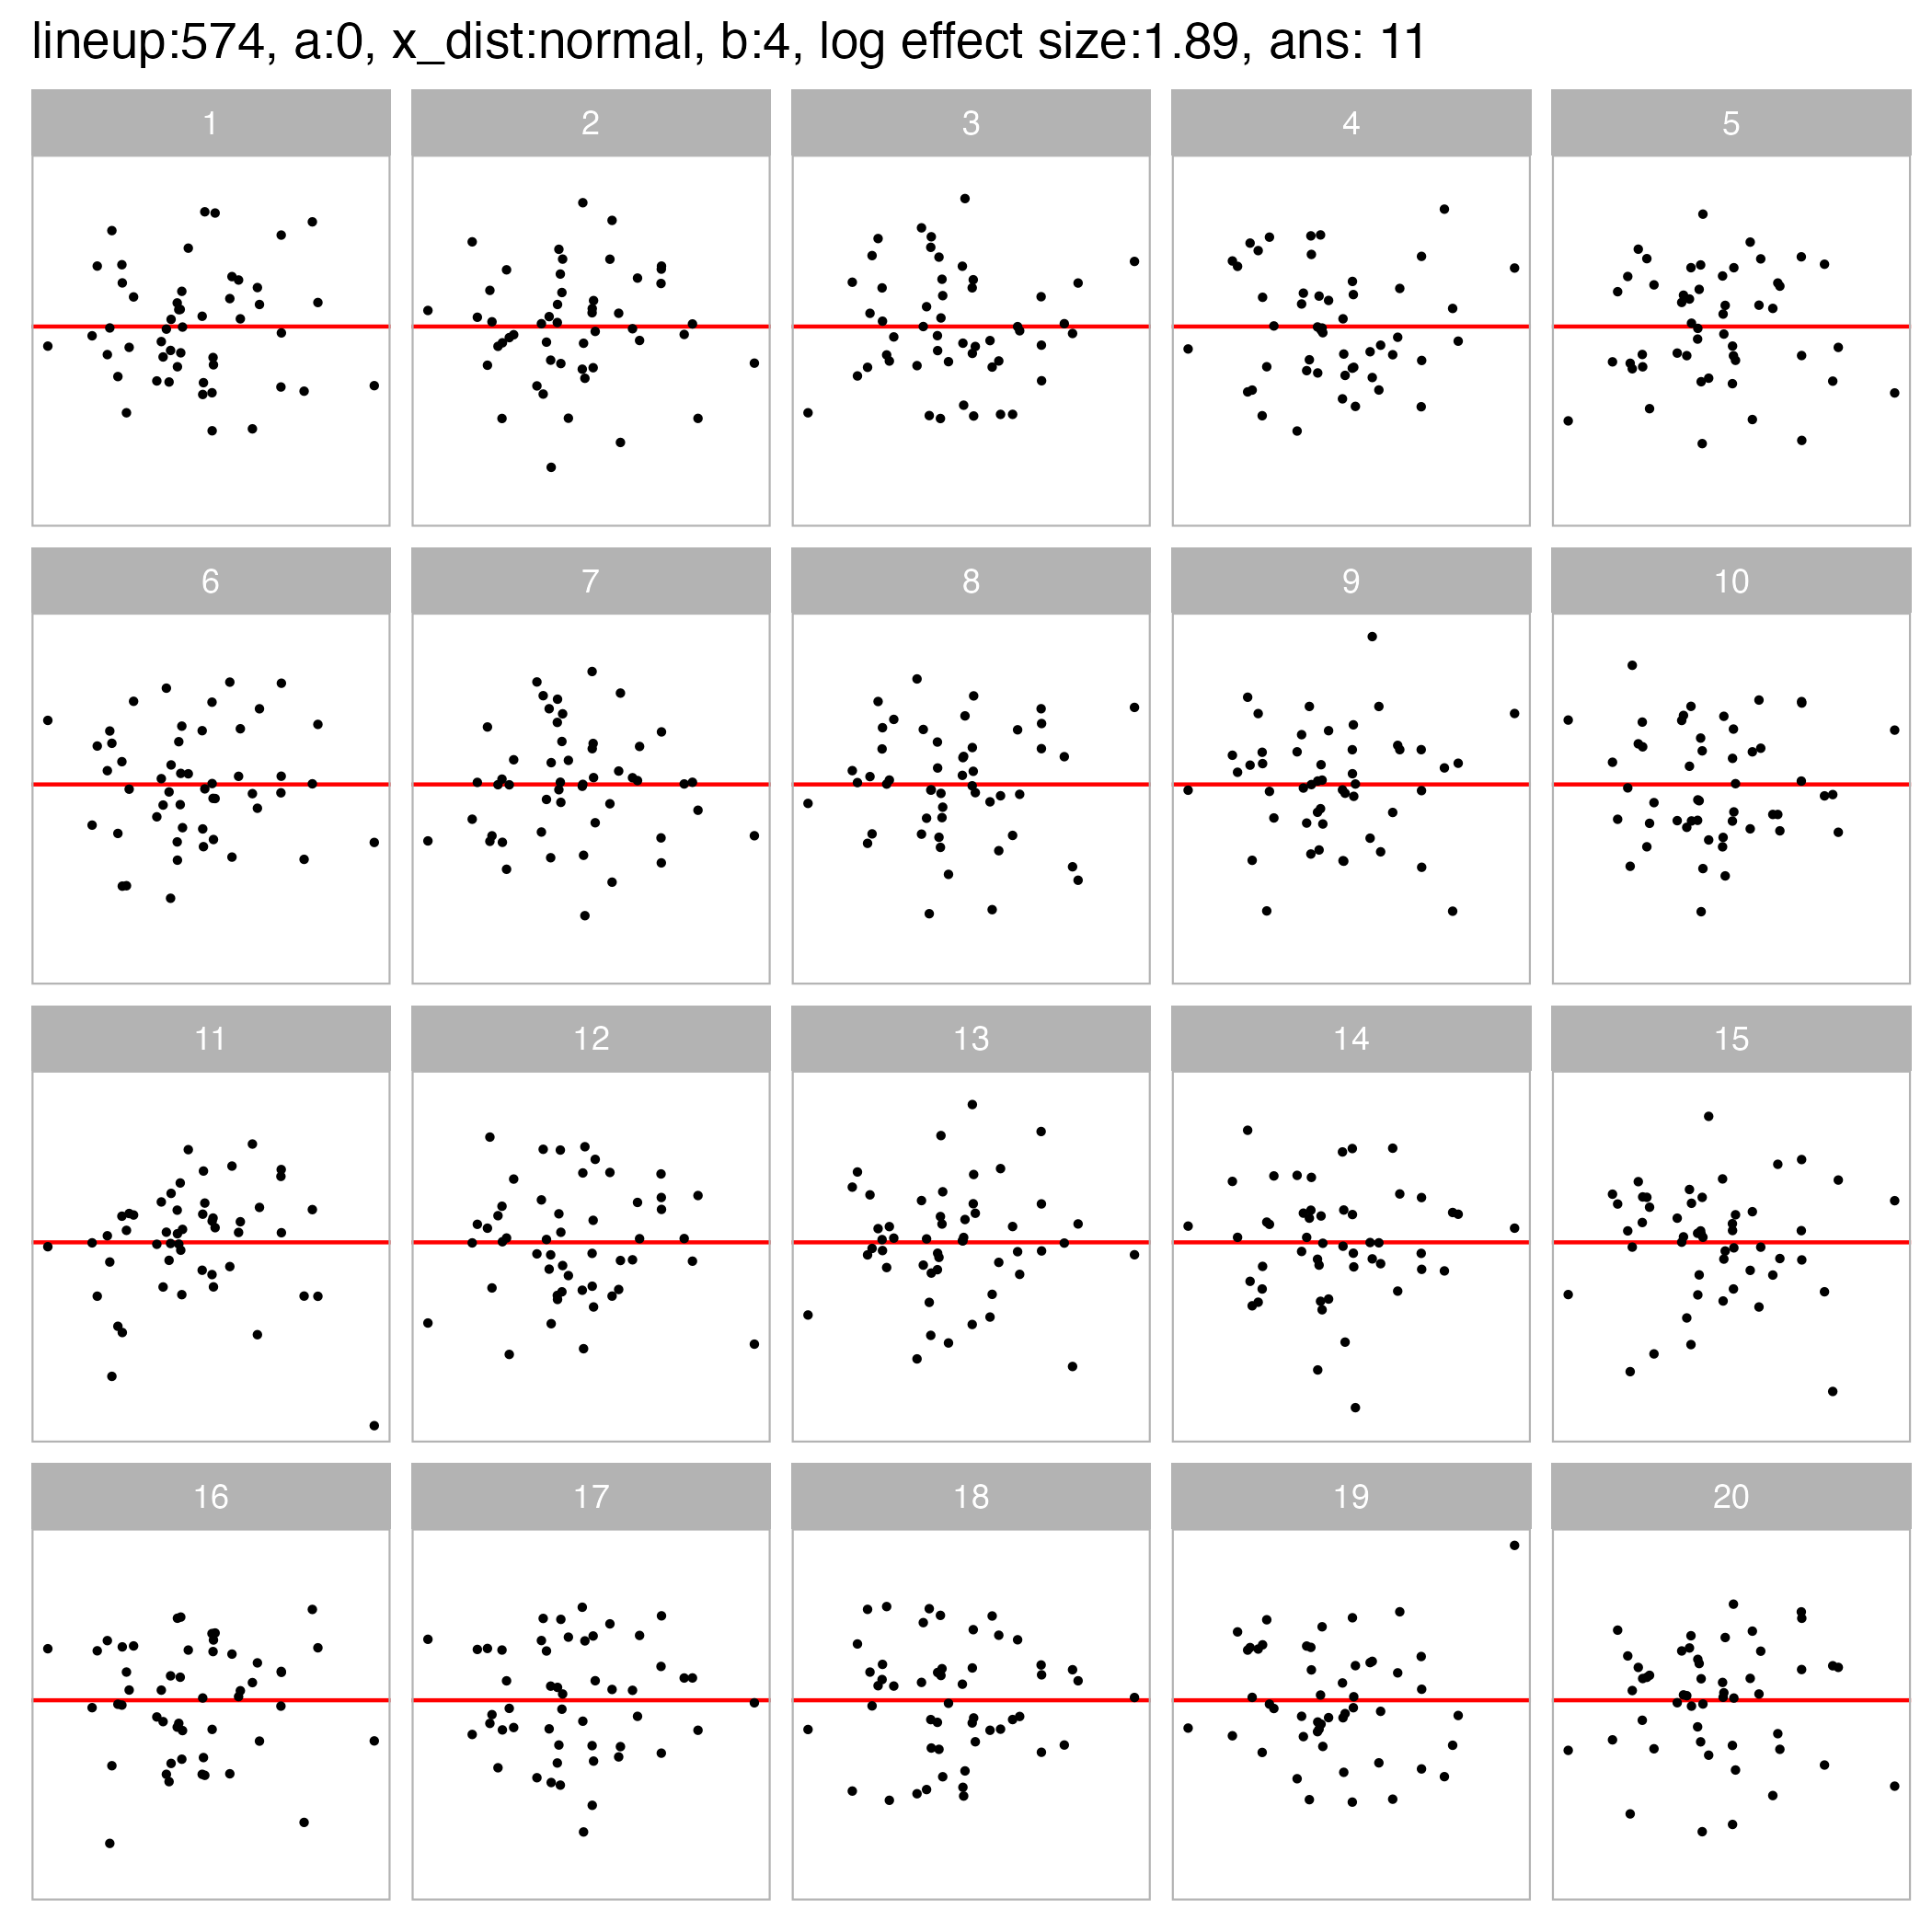 lineup:574, a:0, x_dist:normal, b:4, log effect size:1.89, ans: 11
1 2 3 4 5
6 7 8 9 10
11 12 13 14 15
16 17 18 19 20